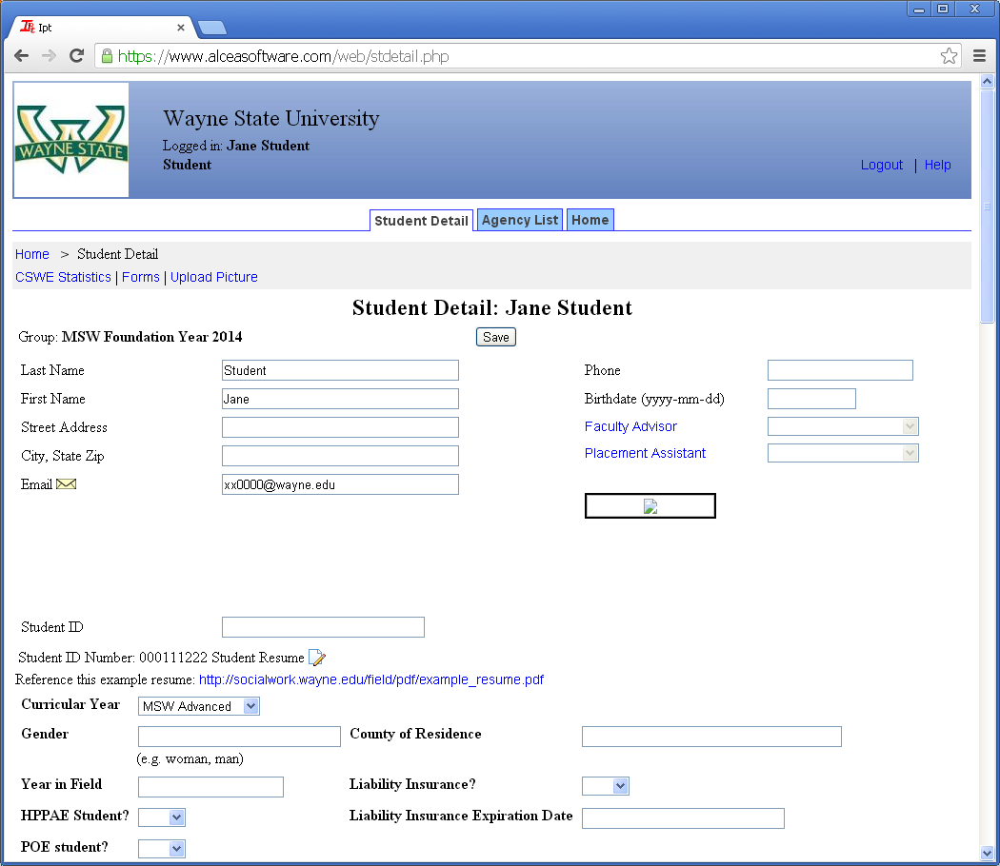 Ipt
https://www.alceasoftware.com/web/stdetail.php
WAYNE STATE
Wayne State University
Logged in: Jane Student
Student
Logout | Help
Student Detail Agency List Home
Home > Student Detail
CSWE Statistics | Forms | Upload Picture
Student Detail: Jane Student
Group: MSW Foundation Year 2014 Save
Last Name Student Phone
First Name Jane Birthdate (yyyy-mm-dd)
Street Address Faculty Advisor
City, State Zip Placement Assistant
Email xx0000@wayne.edu
Student ID
Student ID Number: 000111222 Student Resume
Reference this example resume: http://socialwork.wayne.edu/field/pdf/example_resume.pdf
Curricular Year MSW Advanced
Gender County of Residence
(e.g. woman, man)
Year in Field Liability Insurance?
HPPAE Student? Liability Insurance Expiration Date
POE student?